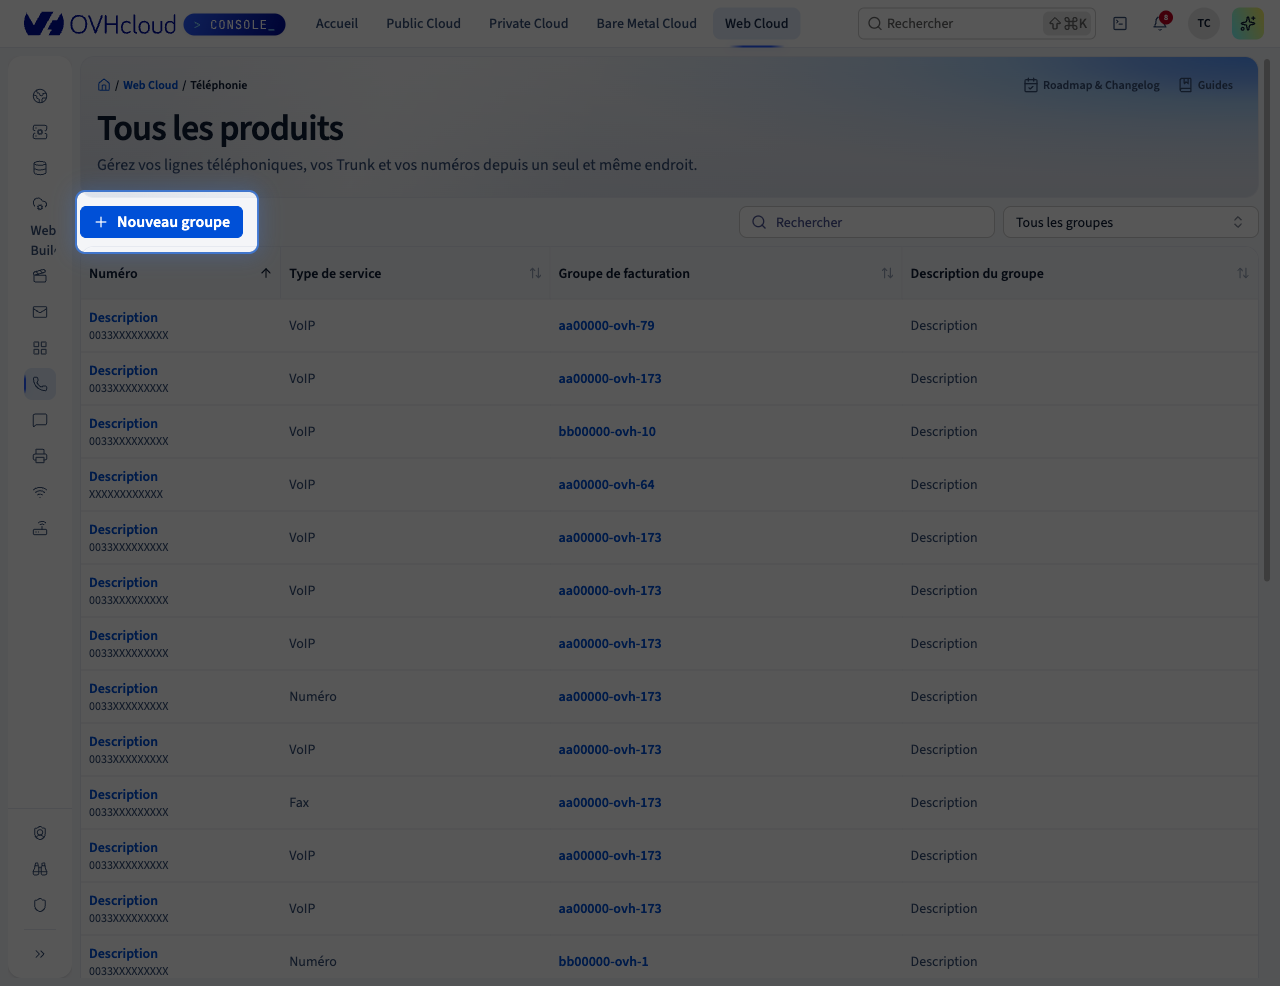 OVHcloud > CONSOLE_ Accueil Public Cloud Private Cloud Bare Metal Cloud Web Cloud Rechercher ⇧⌘K 8 TC
/ Web Cloud / Téléphonie Roadmap & Changelog Guides
Tous les produits
Gérez vos lignes téléphoniques, vos Trunk et vos numéros depuis un seul et même endroit.
Web
Buil
+ Nouveau groupe Rechercher Tous les groupes
Numéro Type de service Groupe de facturation Description du groupe
Description
0033XXXXXXXXX VoIP aa00000-ovh-79 Description
Description
0033XXXXXXXXX VoIP aa00000-ovh-173 Description
Description
0033XXXXXXXXX VoIP bb00000-ovh-10 Description
Description
XXXXXXXXXXXX VoIP aa00000-ovh-64 Description
Description
0033XXXXXXXXX VoIP aa00000-ovh-173 Description
Description
0033XXXXXXXXX VoIP aa00000-ovh-173 Description
Description
0033XXXXXXXXX VoIP aa00000-ovh-173 Description
Description
0033XXXXXXXXX Numéro aa00000-ovh-173 Description
Description
0033XXXXXXXXX VoIP aa00000-ovh-173 Description
Description
0033XXXXXXXXX Fax aa00000-ovh-173 Description
Description
0033XXXXXXXXX VoIP aa00000-ovh-173 Description
Description
0033XXXXXXXXX VoIP aa00000-ovh-173 Description
Description
0033XXXXXXXXX Numéro bb00000-ovh-1 Description